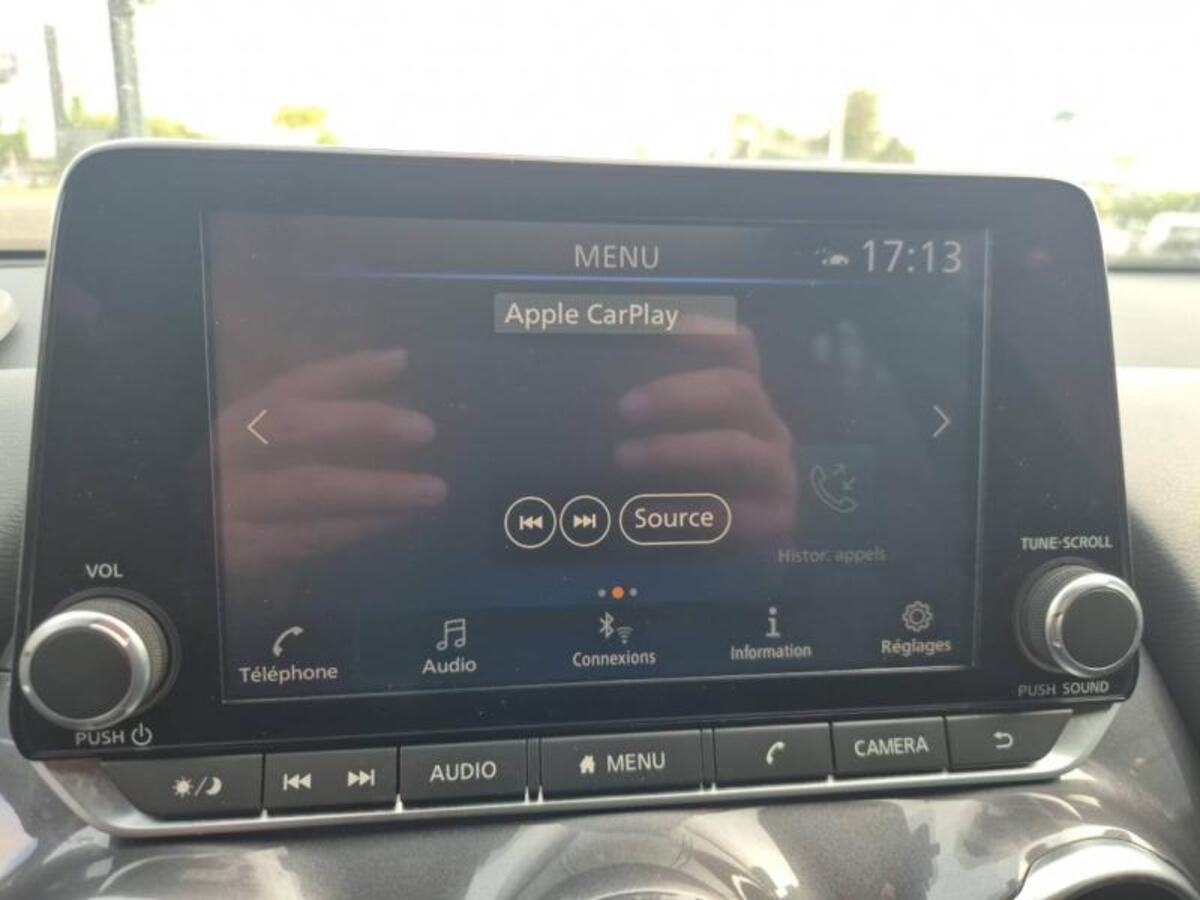 MENU
17:13
Apple CarPlay
Source
Histor. appels
Téléphone
Audio
Connexions
Information
Réglages
VOL
PUSH
TUNE·SCROLL
PUSH SOUND
AUDIO
MENU
CAMERA